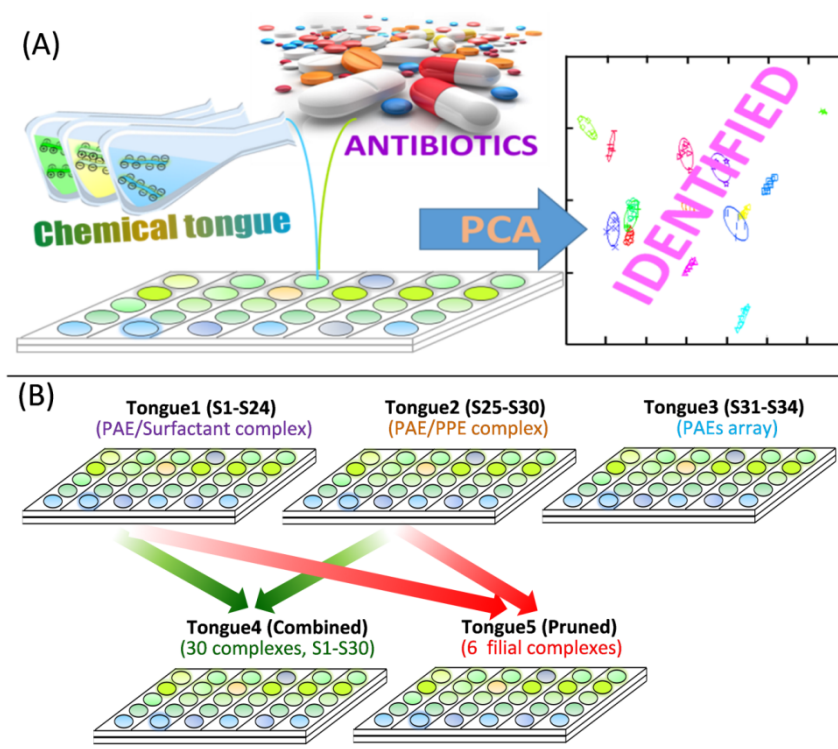 (A)
ANTIBIOTICS
Chemical tongue
PCA
IDENTIFIED
(B)
Tongue1 (S1-S24)
(PAE/Surfactant complex)
Tongue2 (S25-S30)
(PAE/PPE complex)
Tongue3 (S31-S34)
(PAEs array)
Tongue4 (Combined)
(30 complexes, S1-S30)
Tongue5 (Pruned)
(6 filial complexes)